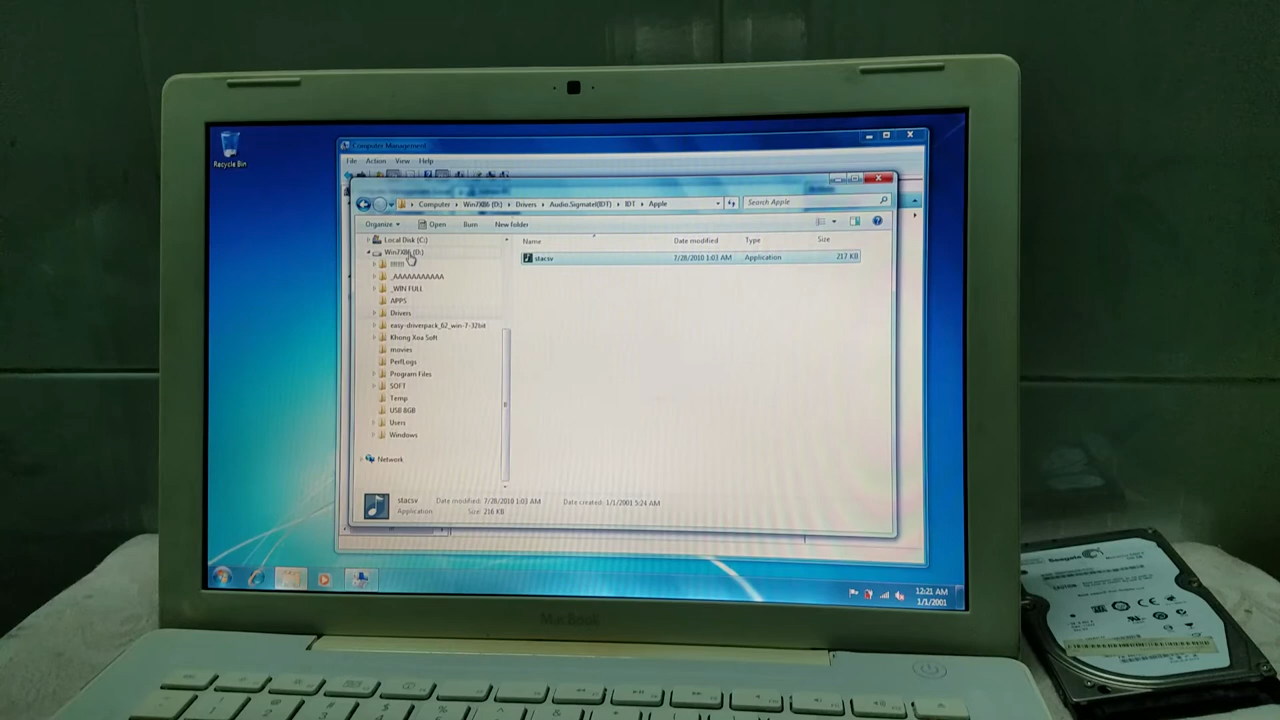 Recycle Bin
Computer Management
File Action View Help
Computer Win7X86 (D:) Drivers Audio.Sigmatel(IDT) IDT Apple
Search Apple
Organize Open Burn New folder
Local Disk (C:)
Win7X86 (D:)
!!!!!!!
_AAAAAAAAAAA
_WIN FULL
APPS
Drivers
easy-driverpack_62_win-7-32bit
Khong Xoa Soft
movies
PerfLogs
Program Files
SOFT
Temp
USB 8GB
Users
Windows
Network
Name Date modified Type Size
stacsv 7/28/2010 1:03 AM Application 217 KB
stacsv Date modified: 7/28/2010 1:03 AM Date created: 1/1/2001 5:24 AM
Application Size: 216 KB
12:21 AM
1/1/2001
MacBook
Seagate